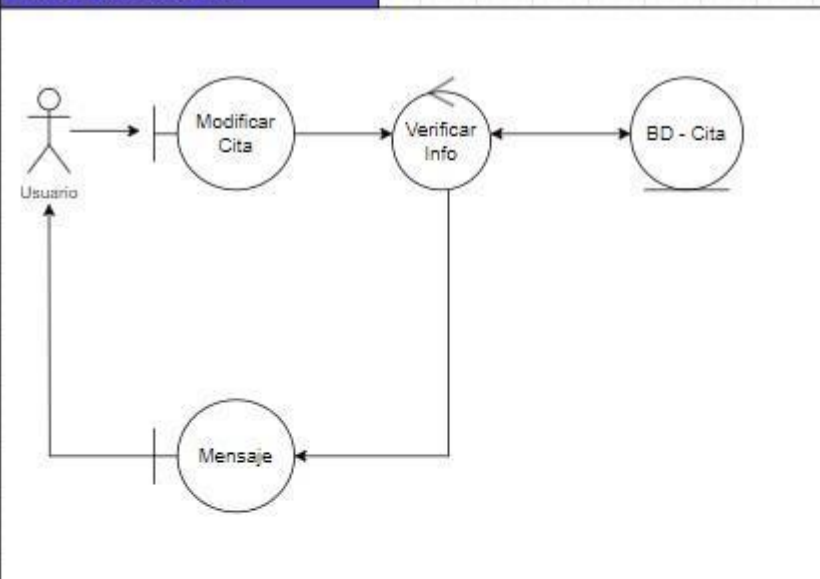 Modificar
Cita
Verificar
Info
BD - Cita
Usuario
Mensaje